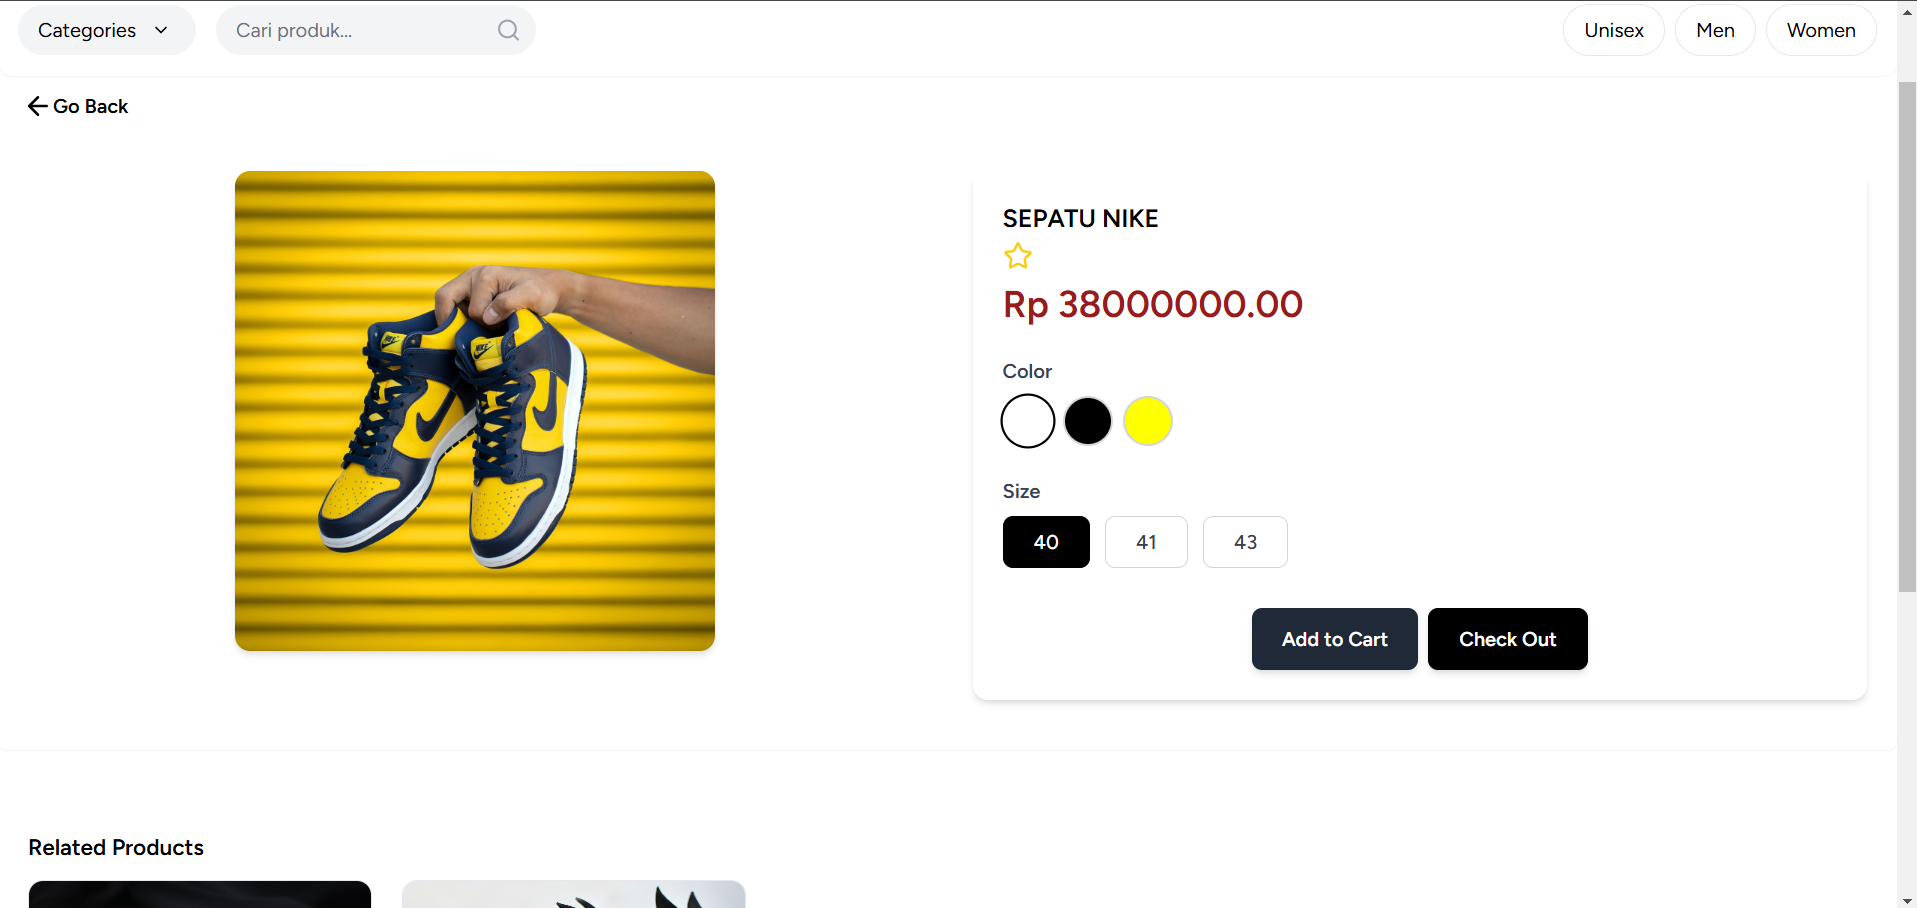 Categories
Cari produk...
Unisex
Men
Women
Go Back
SEPATU NIKE
Rp 38000000.00
Color
Size
40
41
43
Add to Cart
Check Out
Related Products